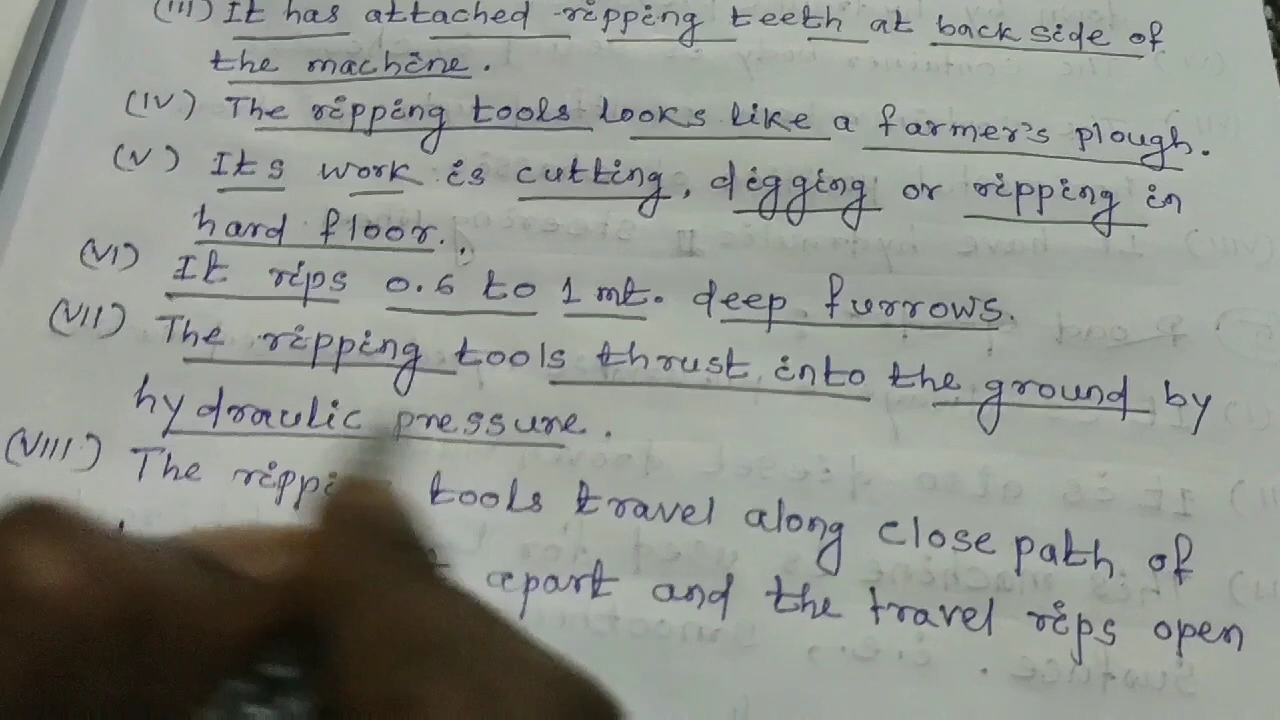 (III) It has attached ripping teeth at back side of
the machine.
(IV) The ripping tools looks like a farmer's plough.
(V) Its work is cutting, digging or ripping in
hard floor.
(VI) It rips 0.6 to 1 mt. deep furrows.
(VII) The ripping tools thrust into the ground by
hydraulic pressure.
(VIII) The tools travel along close path of
apart and the travel rips open